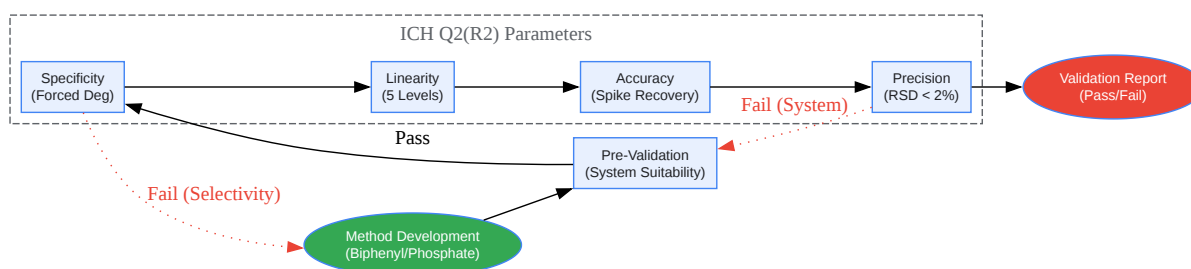 ICH Q2(R2) Parameters
Specificity
(Forced Deg)
Linearity
(5 Levels)
Accuracy
(Spike Recovery)
Precision
(RSD < 2%)
Validation Report
(Pass/Fail)
Fail (System)
Pass
Pre-Validation
(System Suitability)
Fail (Selectivity)
Method Development
(Biphenyl/Phosphate)